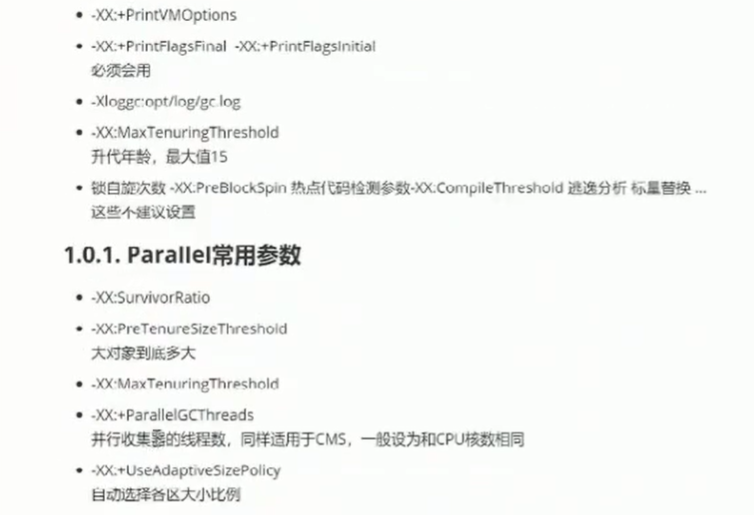 -XX:+PrintVMOptions
-XX:+PrintFlagsFinal -XX:+PrintFlagsInitial
必须会用
-Xloggc:opt/log/gc.log
-XX:MaxTenuringThreshold
升代年龄，最大值15
锁自旋次数 -XX:PreBlockSpin 热点代码检测参数-XX:CompileThreshold 逃逸分析 标量替换 ...
这些不建议设置
1.0.1. Parallel常用参数
-XX:SurvivorRatio
-XX:PreTenureSizeThreshold
大对象到底多大
-XX:MaxTenuringThreshold
-XX:+ParallelGCThreads
并行收集器的线程数，同样适用于CMS，一般设为和CPU核数相同
-XX:+UseAdaptiveSizePolicy
自动选择各区大小比例